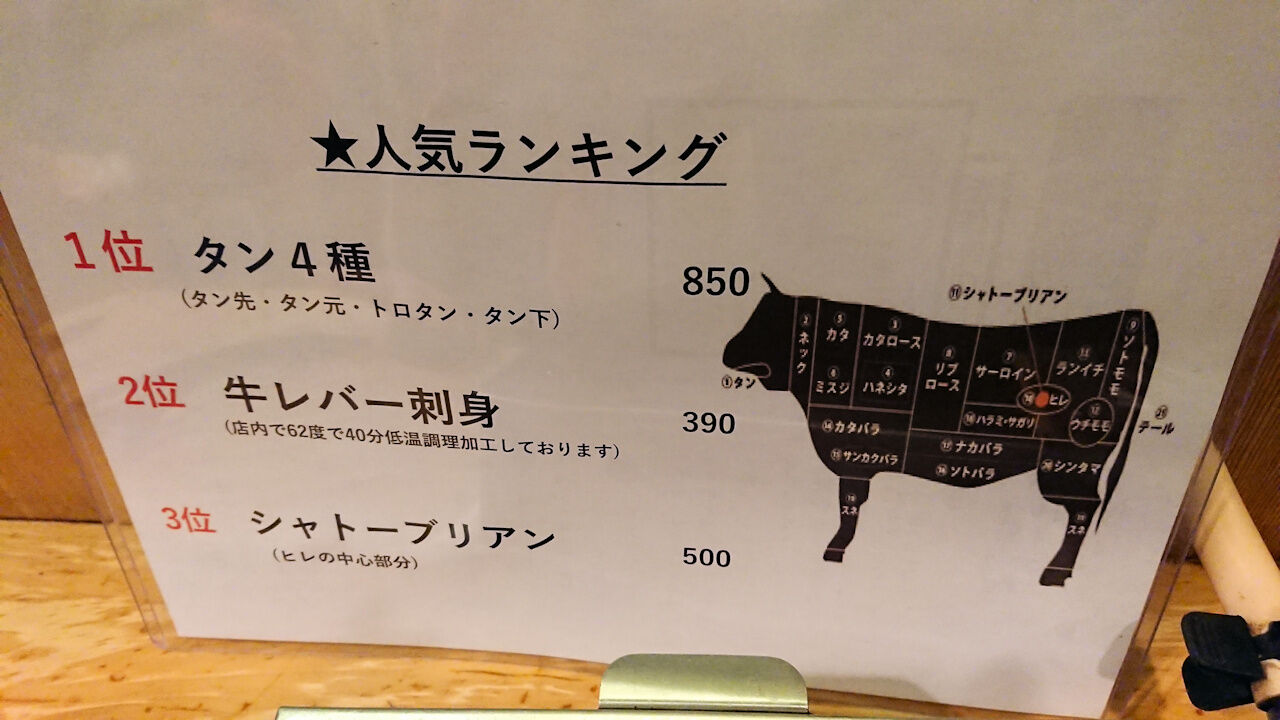 ★人気ランキング
1位 タン4種 850
(タン先・タン元・トロタン・タン下)
2位 牛レバー刺身 390
(店内で62度で40分低温調理加工しております)
3位 シャトーブリアン 500
(ヒレの中心部分)
シャトーブリアン
①タン
②ネック
⑤カタ
③カタロース
⑥ミスジ
④ハネシタ
⑧リブロース
⑦サーロイン
ランイチ
⑨ソトモモ
ヒレ
ハラミ・サガリ
ウチモモ
テール
カタバラ
サンカクバラ
ナカバラ
ソトバラ
シンタマ
スネ
スネ